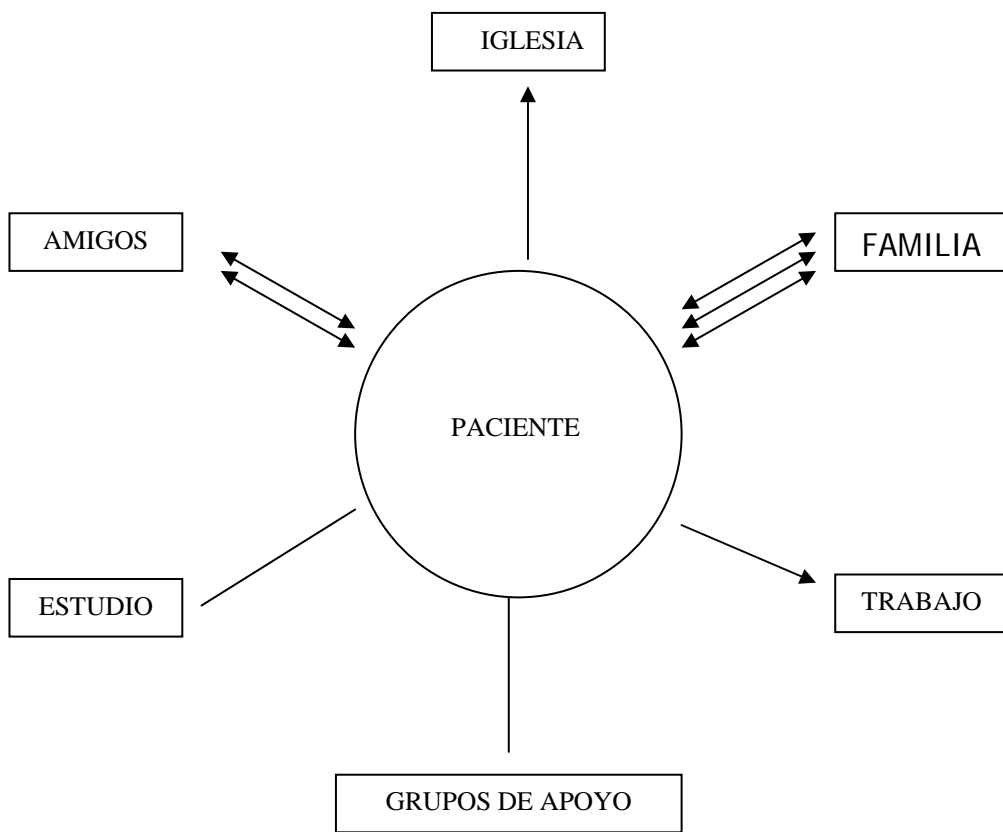 IGLESIA
AMIGOS
FAMILIA
PACIENTE
ESTUDIO
TRABAJO
GRUPOS DE APOYO